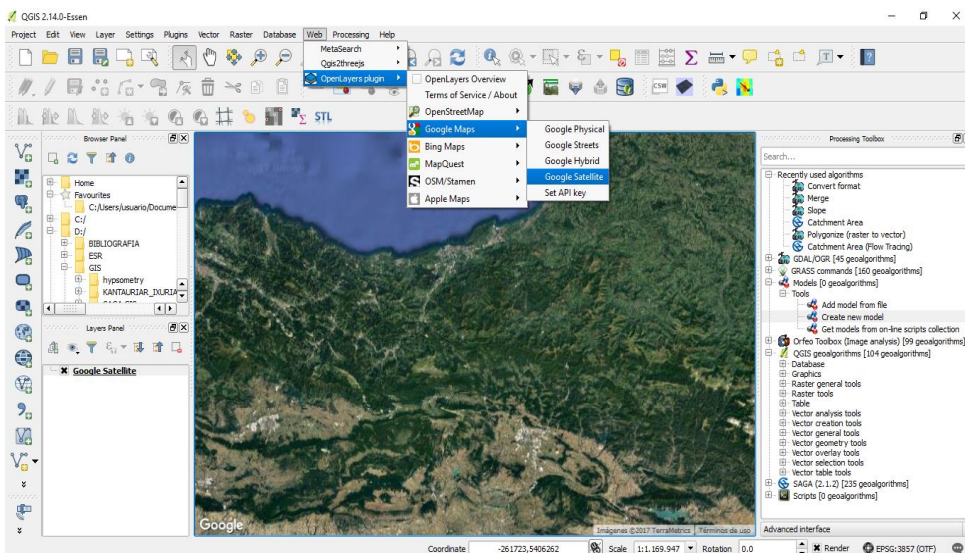 QGIS 2.14.0-Essen
Project Edit View Layer Settings Plugins Vector Raster Database Web Processing Help
MetaSearch
Qgis2threejs
OpenLayers plugin
OpenLayers Overview
Terms of Service / About
OpenStreetMap
Google Maps
Bing Maps
MapQuest
OSM/Stamen
Apple Maps
Google Physical
Google Streets
Google Hybrid
Google Satellite
Set API key
CSW
STL
Browser Panel
Home
Favourites
C:/Users/usuario/Docume
C:/
D:/
BIBLIOGRAFIA
ESR
GIS
hypsometry
KANTAURIAR_IXURIA
Layers Panel
Google Satellite
Google
Imágenes ©2017 TerraMetrics Términos de uso
Processing Toolbox
Search...
Recently used algorithms
Convert format
Merge
Slope
Catchment Area
Polygonize (raster to vector)
Catchment Area (Flow Tracing)
GDAL/OGR [45 geoalgorithms]
GRASS commands [160 geoalgorithms]
Models [0 geoalgorithms]
Tools
Add model from file
Create new model
Get models from on-line scripts collection
Orfeo Toolbox (Image analysis) [99 geoalgorithms]
QGIS geoalgorithms [104 geoalgorithms]
Database
Graphics
Raster general tools
Raster tools
Table
Vector analysis tools
Vector creation tools
Vector general tools
Vector geometry tools
Vector overlay tools
Vector selection tools
Vector table tools
SAGA (2.1.2) [235 geoalgorithms]
Scripts [0 geoalgorithms]
Advanced interface
Coordinate -261723,5406262 Scale 1:1.169.947 Rotation 0.0 Render EPSG:3857 (OTF)